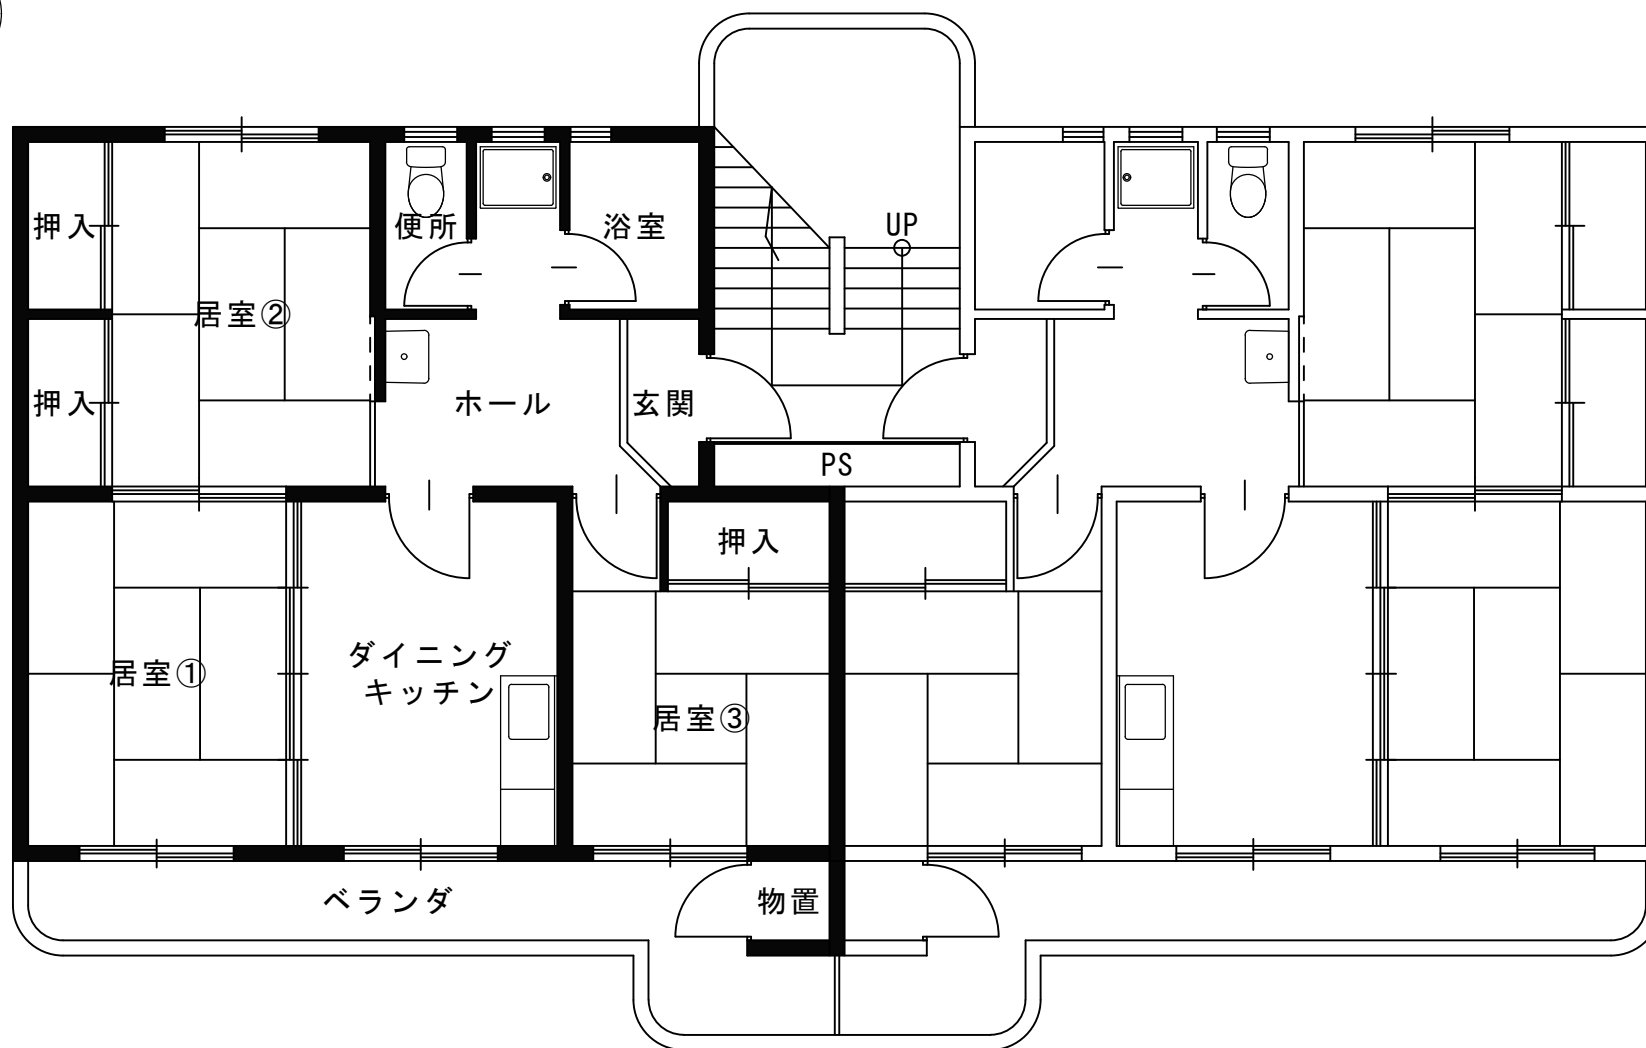 UP
押入
便所
浴室
居室②
押入
ホール
玄関
PS
押入
ダイニング
キッチン
居室①
居室③
ベランダ
物置